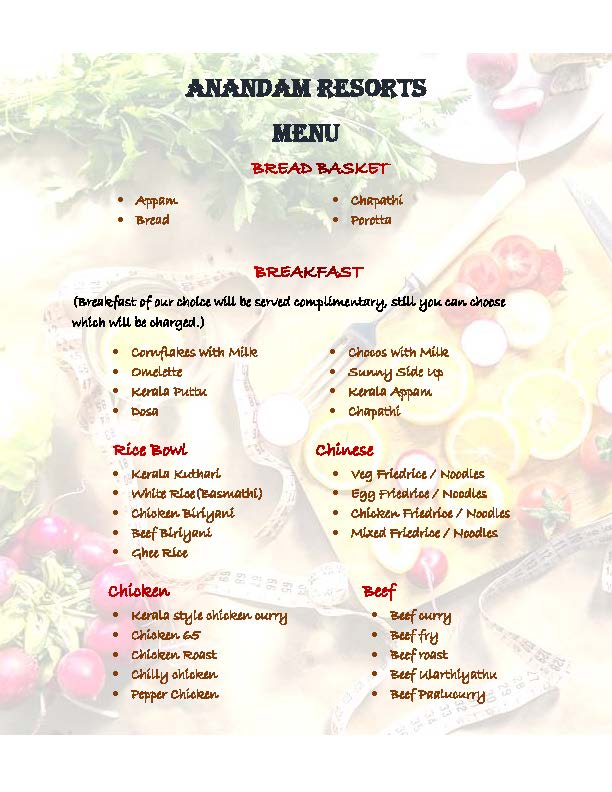 ANANDAM RESORTS
MENU
BREAD BASKET
• Appam
• Bread
• Chapathi
• Porotta
BREAKFAST
(Breakfast of our choice will be served complimentary, still you can choose
which will be charged.)
• Cornflakes with Milk
• Omelette
• Kerala Puttu
• Dosa
• Chocos with Milk
• Sunny Side Up
• Kerala Appam
• Chapathi
Rice Bowl
• Kerala Kuthari
• White Rice(Basmathi)
• Chicken Biriyani
• Beef Biriyani
• Ghee Rice
Chinese
• Veg Friedrice / Noodles
• Egg Friedrice / Noodles
• Chicken Friedrice / Noodles
• Mixed Friedrice / Noodles
Chicken
• Kerala style chicken curry
• Chicken 65
• Chicken Roast
• Chilly chicken
• Pepper Chicken
Beef
• Beef curry
• Beef fry
• Beef roast
• Beef Ularthiyathu
• Beef Paalucurry